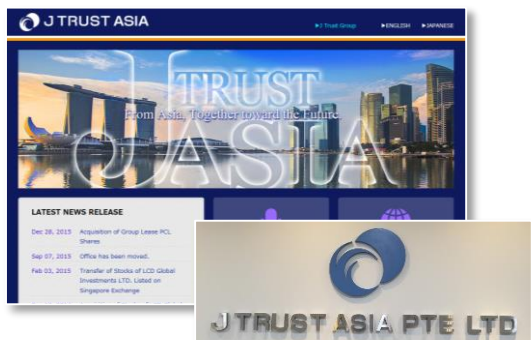 J TRUST ASIA
►J Trust Group ►ENGLISH ►JAPANESE
TRUST
From Asia, Together toward the Future.
J ASIA
LATEST NEWS RELEASE
Dec 28, 2015 Acquisition of Group Lease PCL
Shares
Sep 07, 2015 Office has been moved.
Feb 03, 2015 Transfer of Stocks of LCD Global
Investments LTD. Listed on
Singapore Exchange
J TRUST ASIA PTE LTD